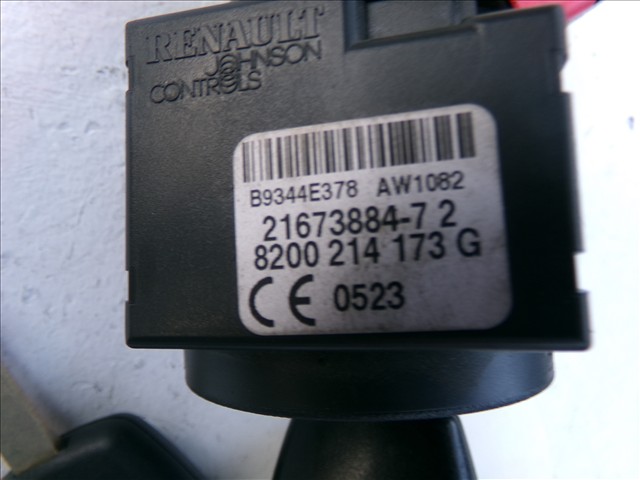 RENAULT
JOHNSON
CONTROLS
B9344E378 AW1082
21673884-7 2
8200 214 173 G
CE 0523